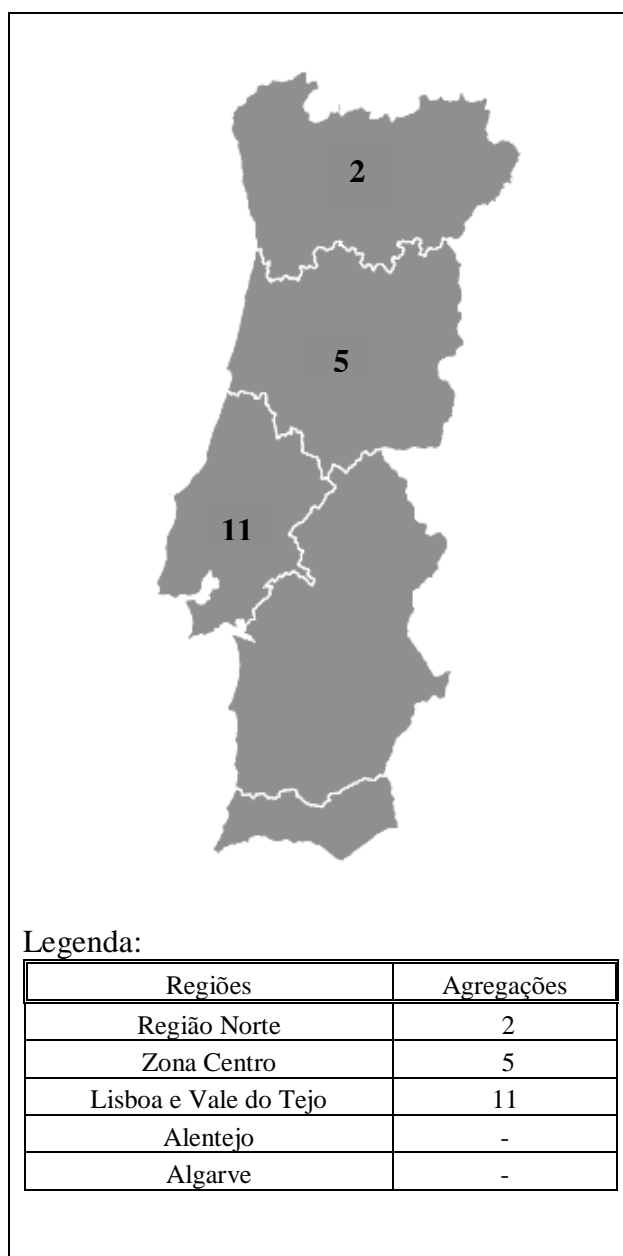 2
5
11
Legenda:
Regiões Agregações
Região Norte 2
Zona Centro 5
Lisboa e Vale do Tejo 11
Alentejo -
Algarve -